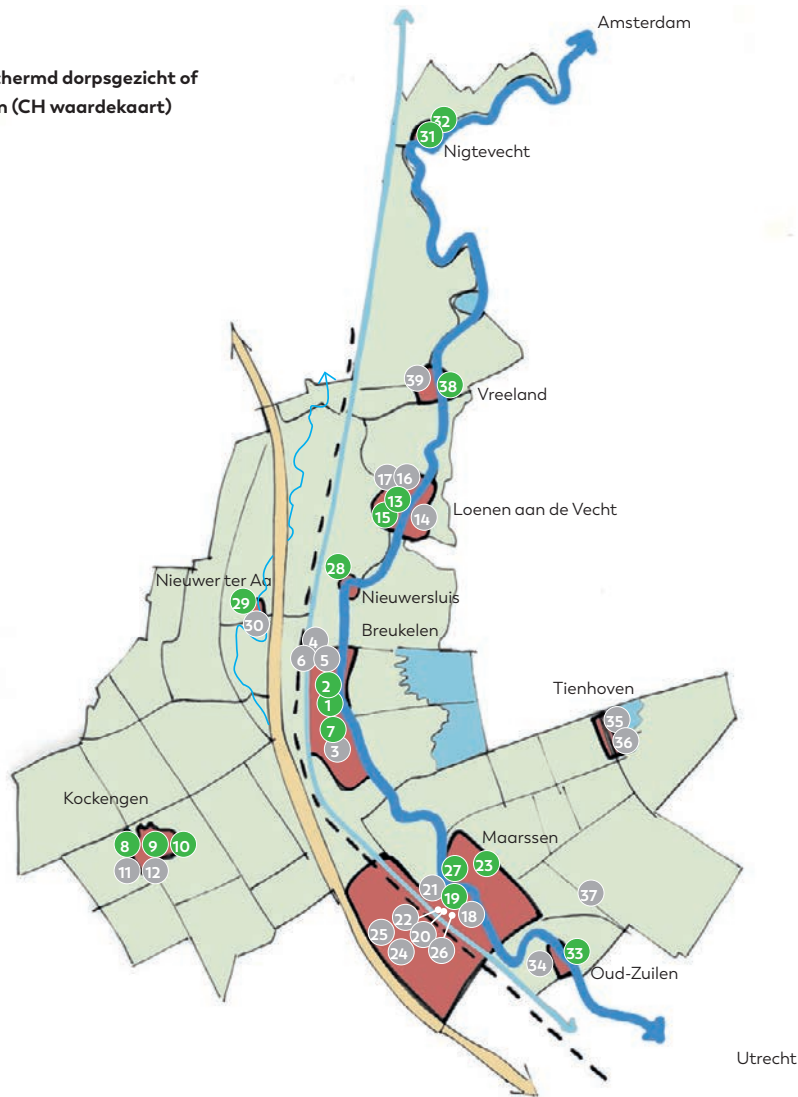 Amsterdam
hermd dorpsgezicht of
n (CH waardekaart)
32
31
Nigtevecht
39
38
Vreeland
17 16
13
15
14
Loenen aan de Vecht
28
Nieuwer ter Aa
29
Nieuwersluis
30
Breukelen
4
6 5
2
1
7
3
Tienhoven
35
36
Kockengen
8 9 10
11 12
Maarssen
27
23
21
19
37
22
18
25
20
24
26
33
34
Oud-Zuilen
Utrecht